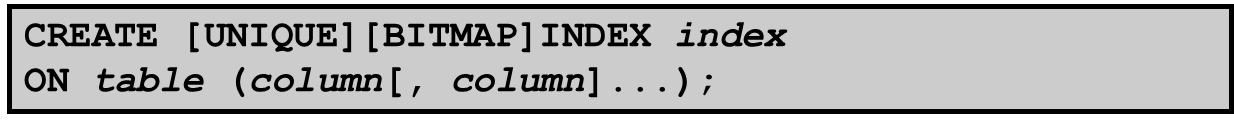 CREATE [UNIQUE][BITMAP]INDEX index
ON table (column[, column]...);